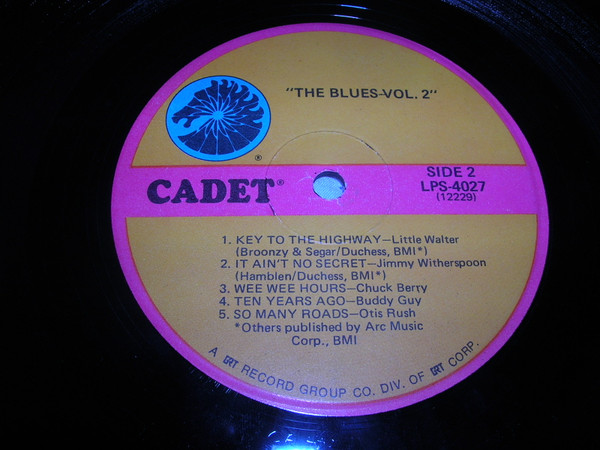 "THE BLUES-VOL. 2"
®
CADET®
SIDE 2
LPS-4027
(12229)
1. KEY TO THE HIGHWAY—Little Walter
(Broonzy & Segar/Duchess, BMI*)
2. IT AIN'T NO SECRET—Jimmy Witherspoon
(Hamblen/Duchess, BMI*)
3. WEE WEE HOURS—Chuck Berry
4. TEN YEARS AGO—Buddy Guy
5. SO MANY ROADS—Otis Rush
*Others published by Arc Music
Corp., BMI
A GRT RECORD GROUP CO. DIV. OF GRT CORP.